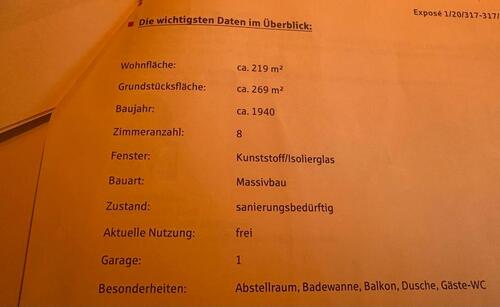 Exposé 1/20/317-317/
Die wichtigsten Daten im Überblick:
Wohnfläche: ca. 219 m²
Grundstücksfläche: ca. 269 m²
Baujahr: ca. 1940
Zimmeranzahl: 8
Fenster: Kunststoff/Isolierglas
Bauart: Massivbau
Zustand: sanierungsbedürftig
Aktuelle Nutzung: frei
Garage: 1
Besonderheiten: Abstellraum, Badewanne, Balkon, Dusche, Gäste-WC